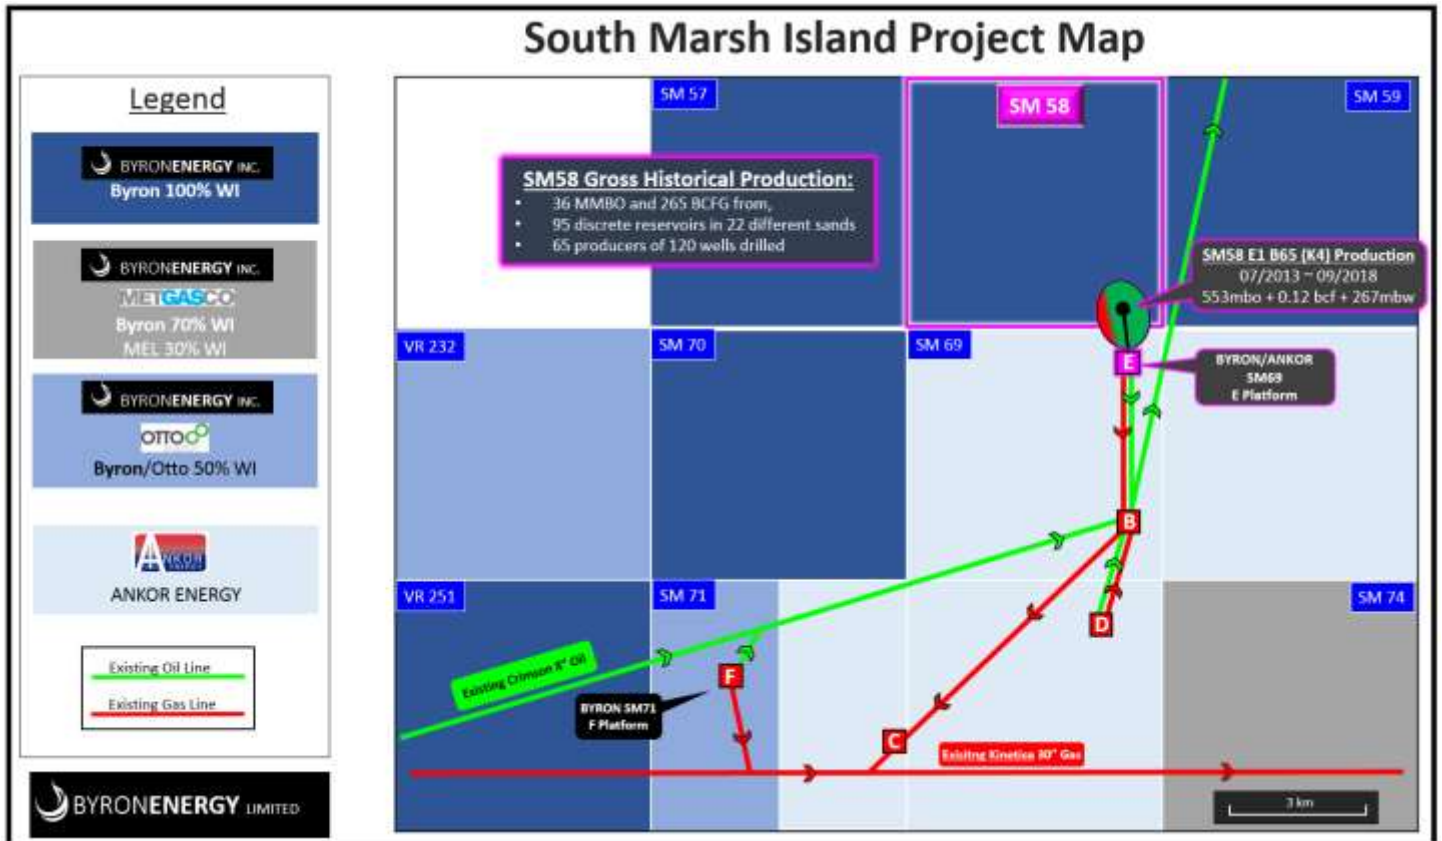 South Marsh Island Project Map
Legend
BYRONENERGY INC.
Byron 100% WI
BYRONENERGY INC.
METGASCO
Byron 70% WI
MEL 30% WI
BYRONENERGY INC.
OTTO
Byron/Otto 50% WI
ANKOR
ANKOR ENERGY
Existing Oil Line
Existing Gas Line
BYRONENERGY LIMITED
SM 57
SM 58
SM 59
SM58 Gross Historical Production:
• 36 MMBO and 265 BCFG from,
• 95 discrete reservoirs in 22 different sands
• 65 producers of 120 wells drilled
SM58 E1 B65 (K4) Production
07/2013 ~ 09/2018
553mbo + 0.12 bcf + 267mbw
VR 232
SM 70
SM 69
E
BYRON/ANKOR
SM69
E Platform
B
VR 251
SM 71
SM 74
D
Existing Crimson 8" Oil
F
BYRON SM71
F Platform
C
Exisitng Kinetica 30" Gas
3 km